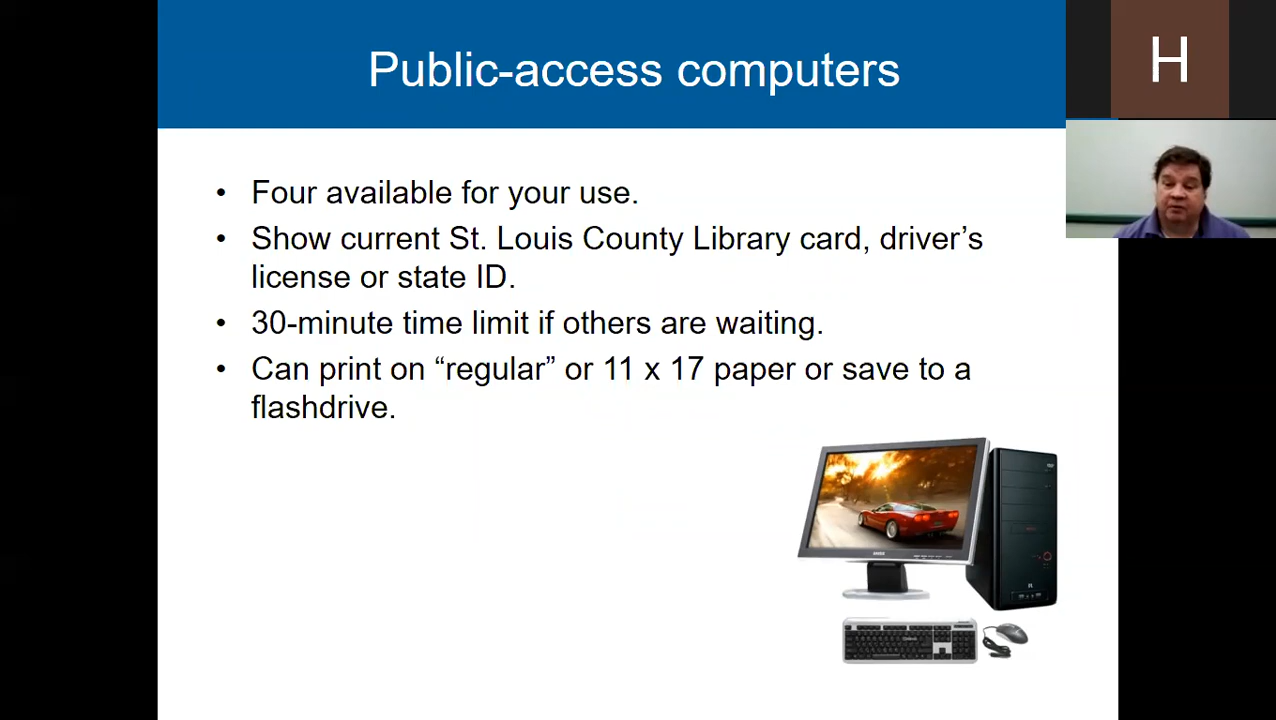 Public-access computers
H
• Four available for your use.
• Show current St. Louis County Library card, driver’s
license or state ID.
• 30-minute time limit if others are waiting.
• Can print on “regular” or 11 x 17 paper or save to a
flashdrive.